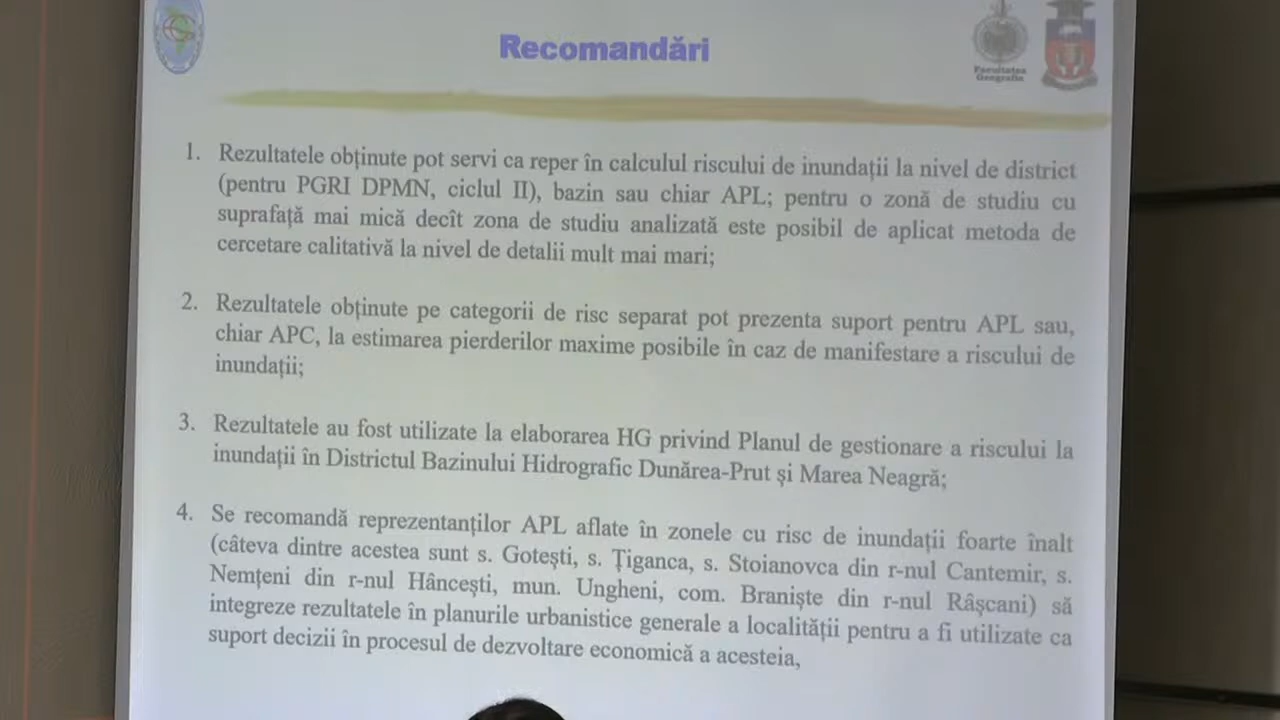 Recomandări
Facultatea
Geografie
1. Rezultatele obținute pot servi ca reper în calculul riscului de inundații la nivel de district
(pentru PGRI DPMN, ciclul II), bazin sau chiar APL; pentru o zonă de studiu cu
suprafață mai mică decît zona de studiu analizată este posibil de aplicat metoda de
cercetare calitativă la nivel de detalii mult mai mari;
2. Rezultatele obținute pe categorii de risc separat pot prezenta suport pentru APL sau,
chiar APC, la estimarea pierderilor maxime posibile în caz de manifestare a riscului de
inundații;
3. Rezultatele au fost utilizate la elaborarea HG privind Planul de gestionare a riscului la
inundații în Districtul Bazinului Hidrografic Dunărea-Prut și Marea Neagră;
4. Se recomandă reprezentanților APL aflate în zonele cu risc de inundații foarte înalt
(câteva dintre acestea sunt s. Gotești, s. Țiganca, s. Stoianovca din r-nul Cantemir, s.
Nemțeni din r-nul Hâncești, mun. Ungheni, com. Braniște din r-nul Râșcani) să
integreze rezultatele în planurile urbanistice generale a localității pentru a fi utilizate ca
suport decizii în procesul de dezvoltare economică a acesteia,